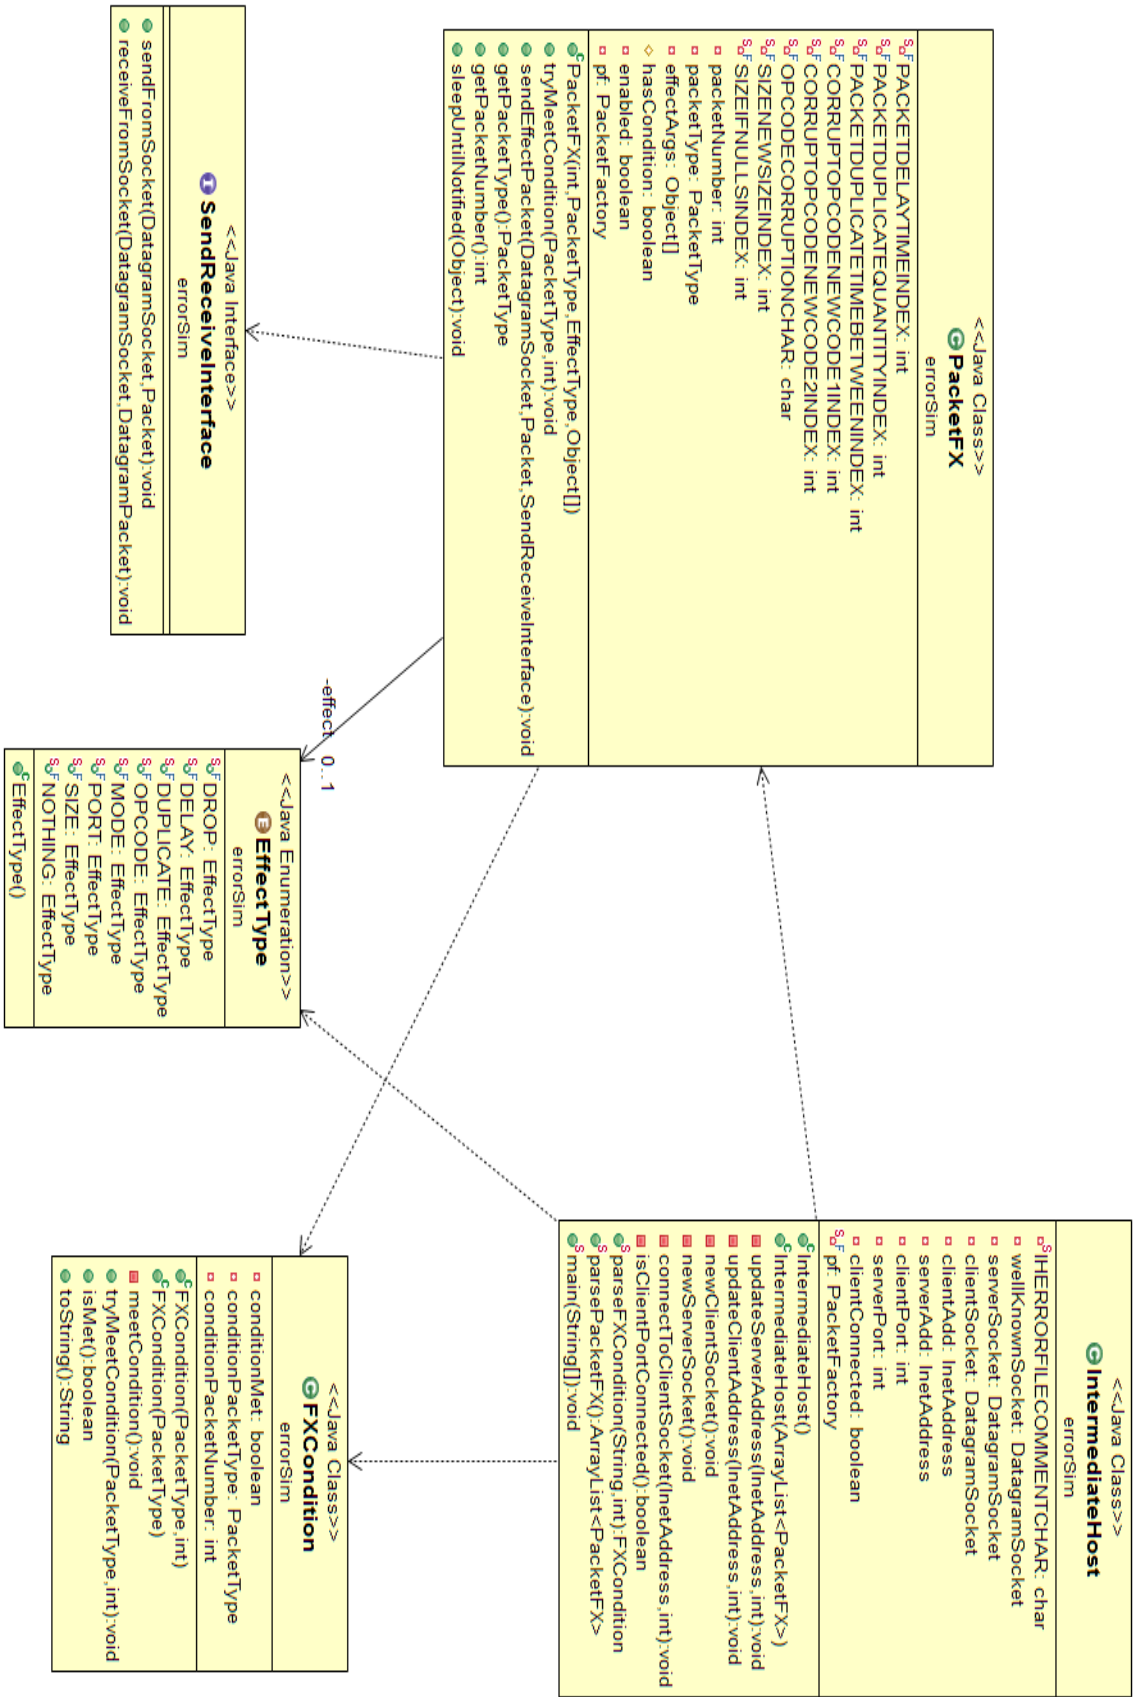 <<Java Class>>
PacketFX
errorSim
PACKETDELAYTIMEINDEX: int
PACKETDUPLICATEQUANTITYINDEX: int
PACKETDUPLICATETIMEBETWEENINDEX: int
CORRUPTOPCODENEWCODE1INDEX: int
CORRUPTOPCODENEWCODE2INDEX: int
OPCODECORRUPTIONCHAR: char
SIZENEWSIZEINDEX: int
SIZEIFNULLSINDEX: int
packetNumber: int
packetType: PacketType
effectArgs: Object[]
hasCondition: boolean
enabled: boolean
pf: PacketFactory
PacketFX(int,PacketType,EffectType,Object[])
tryMeetCondition(PacketType,int):void
sendEffectPacket(DatagramSocket,Packet,SendReceiveInterface):void
getPacketType():PacketType
getPacketNumber():int
sleepUntilNotified(Object):void
<<Java Class>>
IntermediateHost
errorSim
IHERRORFILECOMMENTCHAR: char
wellKnownSocket: DatagramSocket
serverSocket: DatagramSocket
clientSocket: DatagramSocket
clientAdd: InetAddress
serverAdd: InetAddress
clientPort: int
serverPort: int
clientConnected: boolean
pf: PacketFactory
IntermediateHost()
IntermediateHost(ArrayList<PacketFX>)
updateServerAddress(InetAddress,int):void
updateClientAddress(InetAddress,int):void
newClientSocket():void
newServerSocket():void
connectToClientSocket(InetAddress,int):void
isClientPortConnected():boolean
parseFXCondition(String,int):FXCondition
parsePacketFX():ArrayList<PacketFX>
main(String[]):void
<<Java Interface>>
SendReceiveInterface
errorSim
sendFromSocket(DatagramSocket,Packet):void
receiveFromSocket(DatagramSocket,DatagramPacket):void
-effect 0..1
<<Java Enumeration>>
EffectType
errorSim
DROP: EffectType
DELAY: EffectType
DUPLICATE: EffectType
OPCODE: EffectType
MODE: EffectType
PORT: EffectType
SIZE: EffectType
NOTHING: EffectType
EffectType()
<<Java Class>>
FXCondition
errorSim
conditionMet: boolean
conditionPacketType: PacketType
conditionPacketNumber: int
FXCondition(PacketType,int)
FXCondition(PacketType)
meetCondition():void
tryMeetCondition(PacketType,int):void
isMet():boolean
toString():String